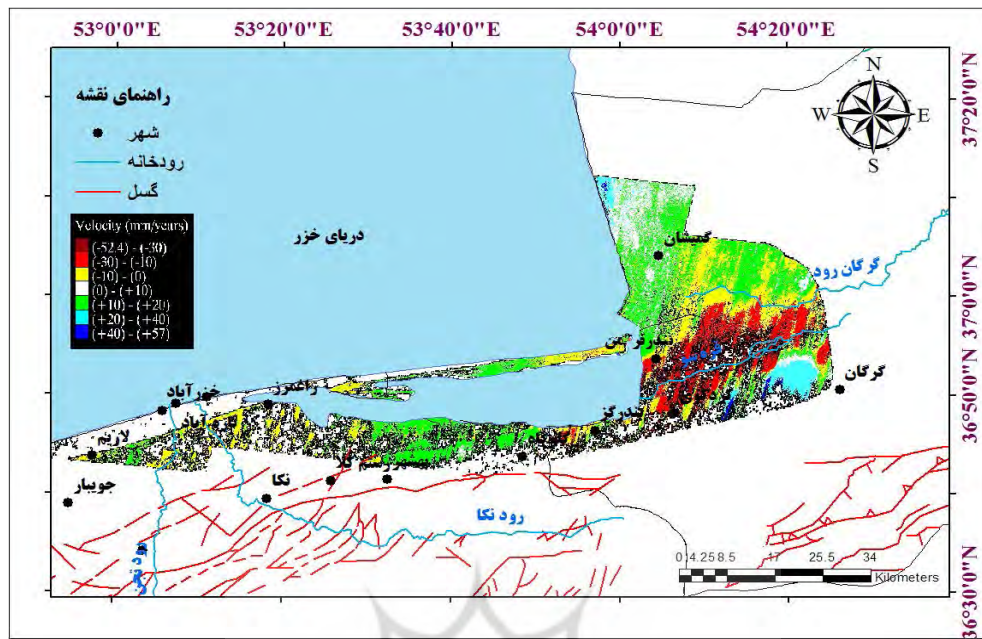 53°0'0"E 53°20'0"E 53°40'0"E 54°0'0"E 54°20'0"E
37°20'0"N
37°0'0"N
36°50'0"N
36°30'0"N
N
W E
S
راهنمای نقشه
شهر
رودخانه
گسل
Velocity (mm/years)
(-52.4) - (-30)
(-30) - (-10)
(-10) - (0)
(0) - (+10)
(+10) - (+20)
(+20) - (+40)
(+40) - (+57)
دریای خزر
گمیشان
گرگان رود
گرگان
بندرگز
زاغمرز
خزرآباد
لاریم
جویبار
نکا
رود نکا
0 4.25 8.5 17 25.5 34
Kilometers